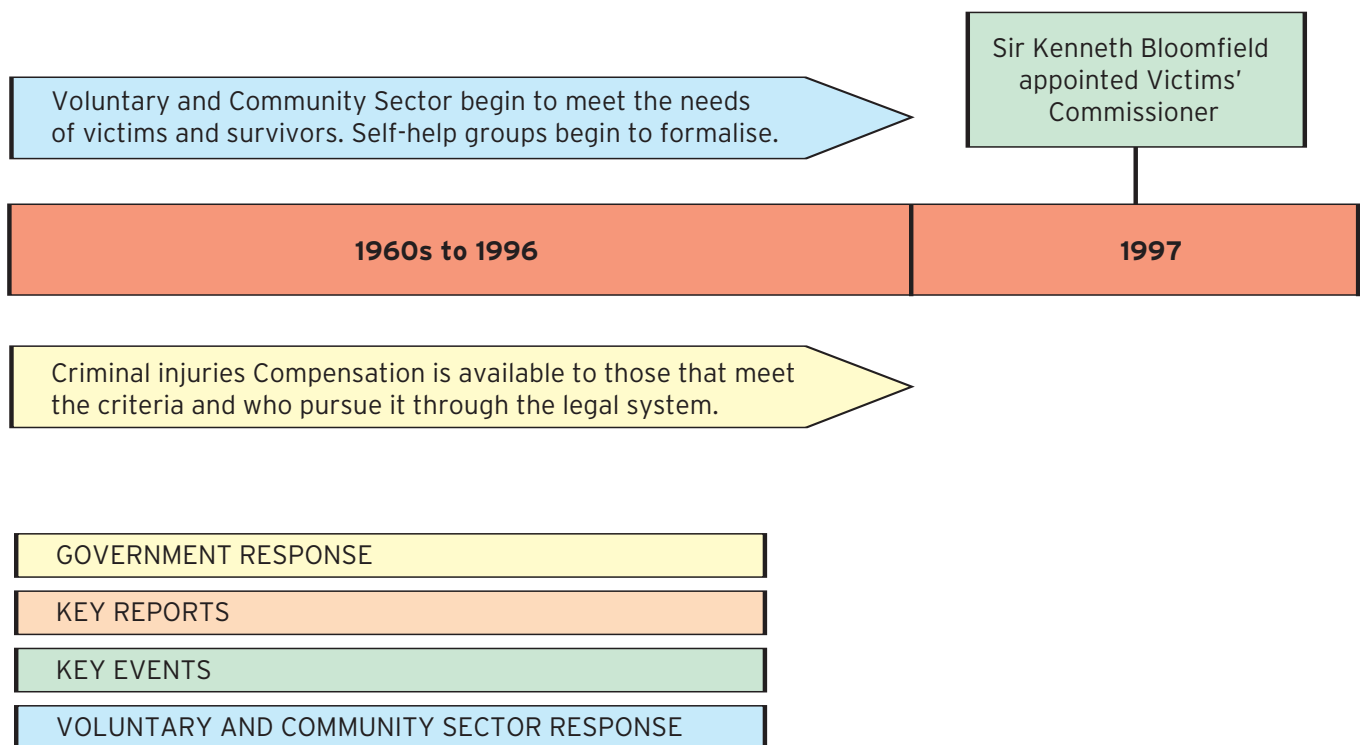 Voluntary and Community Sector begin to meet the needs
of victims and survivors. Self-help groups begin to formalise.
Sir Kenneth Bloomfield
appointed Victims'
Commissioner
1960s to 1996
1997
Criminal injuries Compensation is available to those that meet
the criteria and who pursue it through the legal system.
GOVERNMENT RESPONSE
KEY REPORTS
KEY EVENTS
VOLUNTARY AND COMMUNITY SECTOR RESPONSE